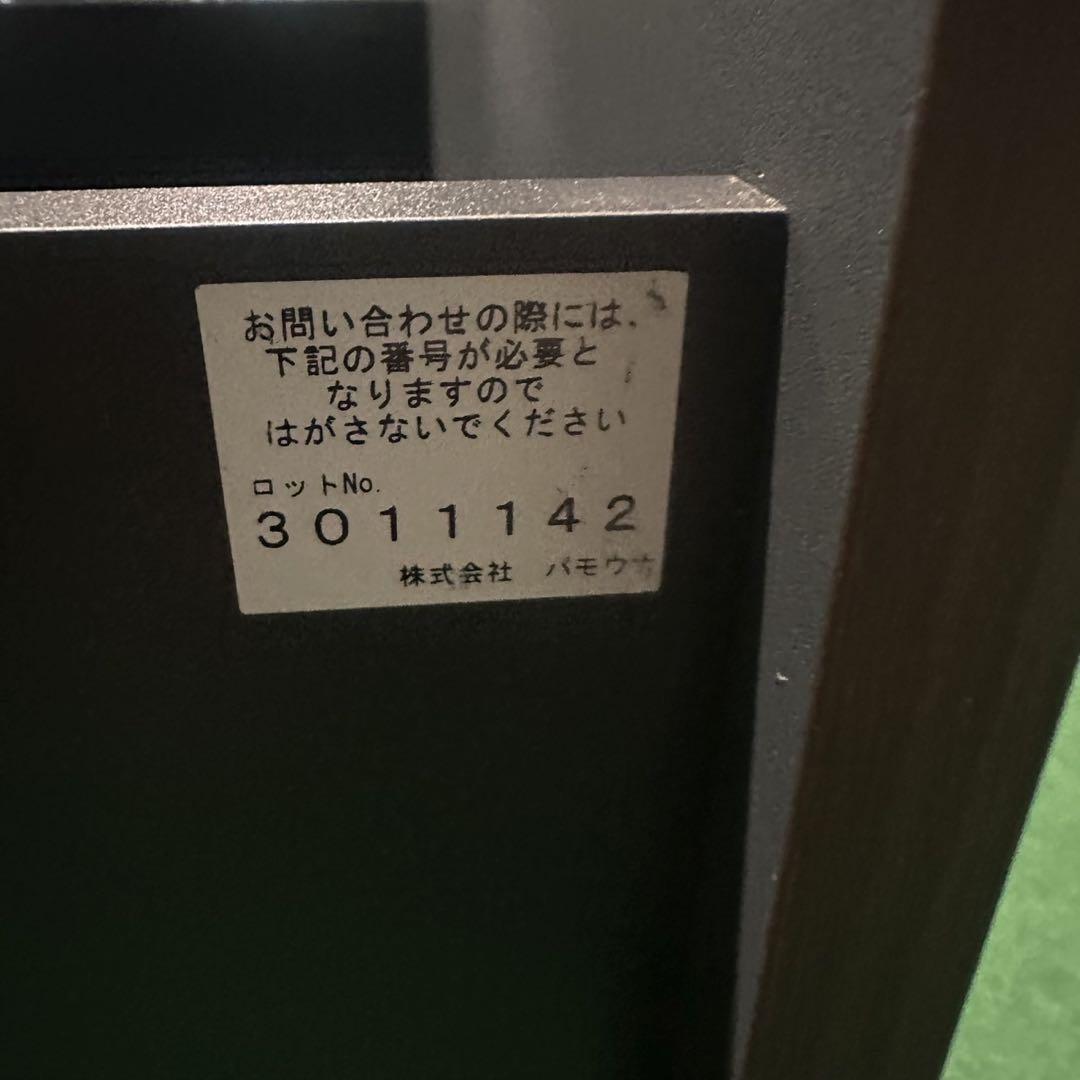 お問い合わせの際には、
下記の番号が必要と
なりますので
はがさないでください
ロットNo.
3011142
株式会社 パモウナ